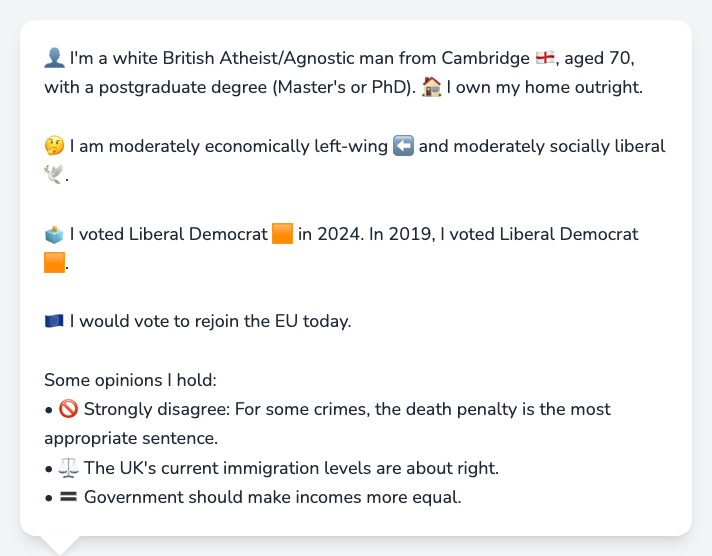 👤 I'm a white British Atheist/Agnostic man from Cambridge 🏴󠁧󠁢󠁥󠁮󠁧󠁿, aged 70,
with a postgraduate degree (Master's or PhD). 🏠 I own my home outright.
🤔 I am moderately economically left-wing ⬅️ and moderately socially liberal
🕊️.
🗳️ I voted Liberal Democrat 🟧 in 2024. In 2019, I voted Liberal Democrat
🟧.
🇪🇺 I would vote to rejoin the EU today.
Some opinions I hold:
• 🚫 Strongly disagree: For some crimes, the death penalty is the most
appropriate sentence.
• ⚖️ The UK's current immigration levels are about right.
• 🟰 Government should make incomes more equal.